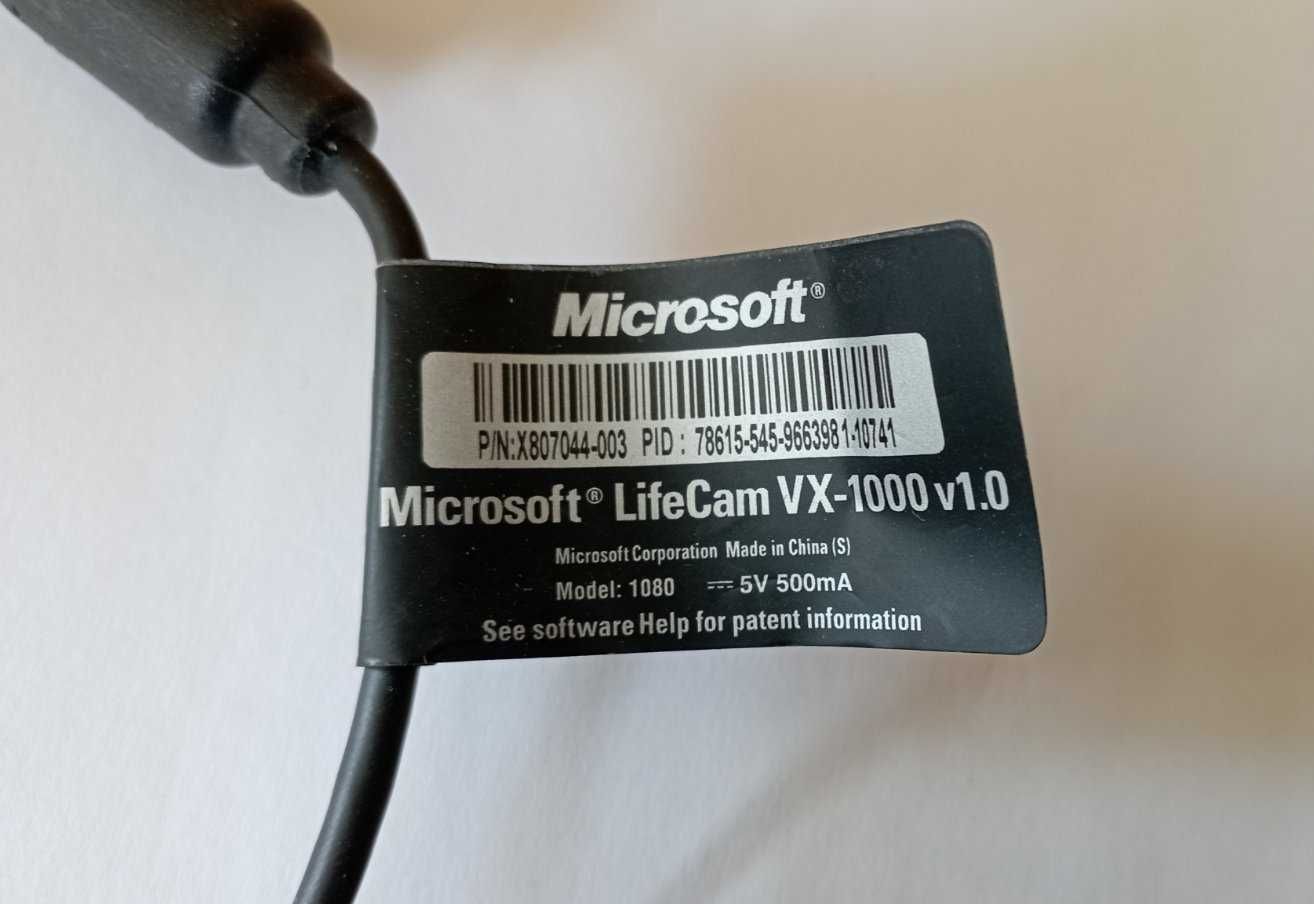 Microsoft®
P/N:X807044-003 PID : 78615-545-9663981-10741
Microsoft® LifeCam VX-1000 v1.0
Microsoft Corporation Made in China (S)
Model: 1080 ⎓ 5V 500mA
See software Help for patent information